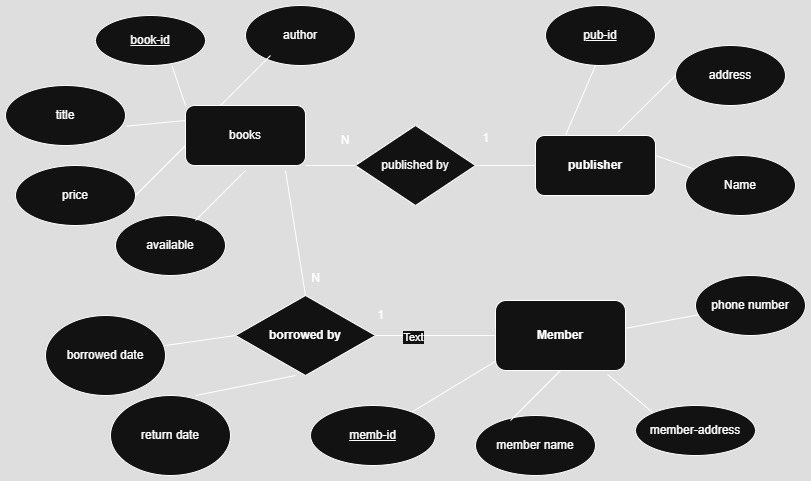 book-id
author
pub-id
title
books
address
N
1
published by
publisher
price
Name
available
N
phone number
1
borrowed by
Text
Member
borrowed date
return date
memb-id
member name
member-address